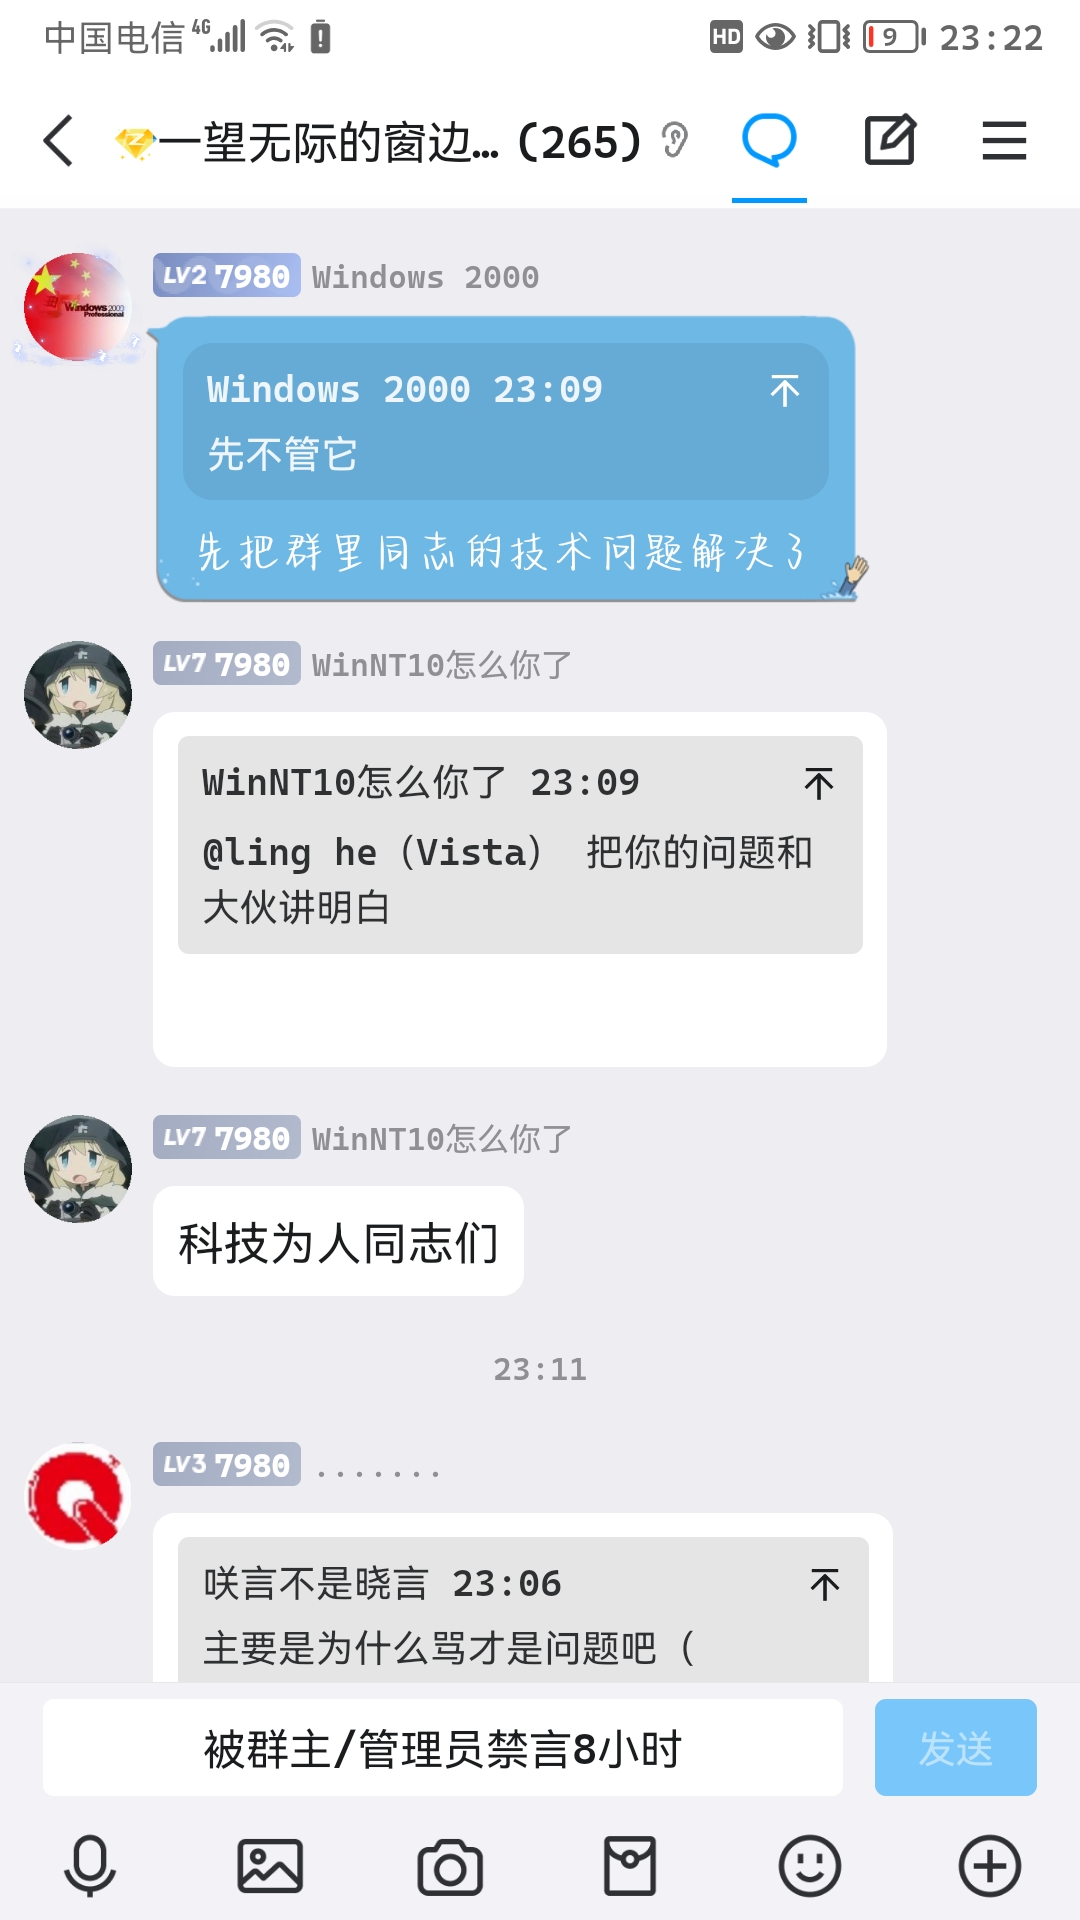 中国电信 4G HD 9 23:22
一望无际的窗边... (265)
LV2 7980 Windows 2000
Windows 2000 23:09
先不管它
先把群里同志的技术问题解决了
LV7 7980 WinNT10怎么你了
WinNT10怎么你了 23:09
@ling he（Vista） 把你的问题和
大伙讲明白
LV7 7980 WinNT10怎么你了
科技为人同志们
23:11
LV3 7980 .......
咲言不是晓言 23:06
主要是为什么骂才是问题吧（
被群主/管理员禁言8小时
发送